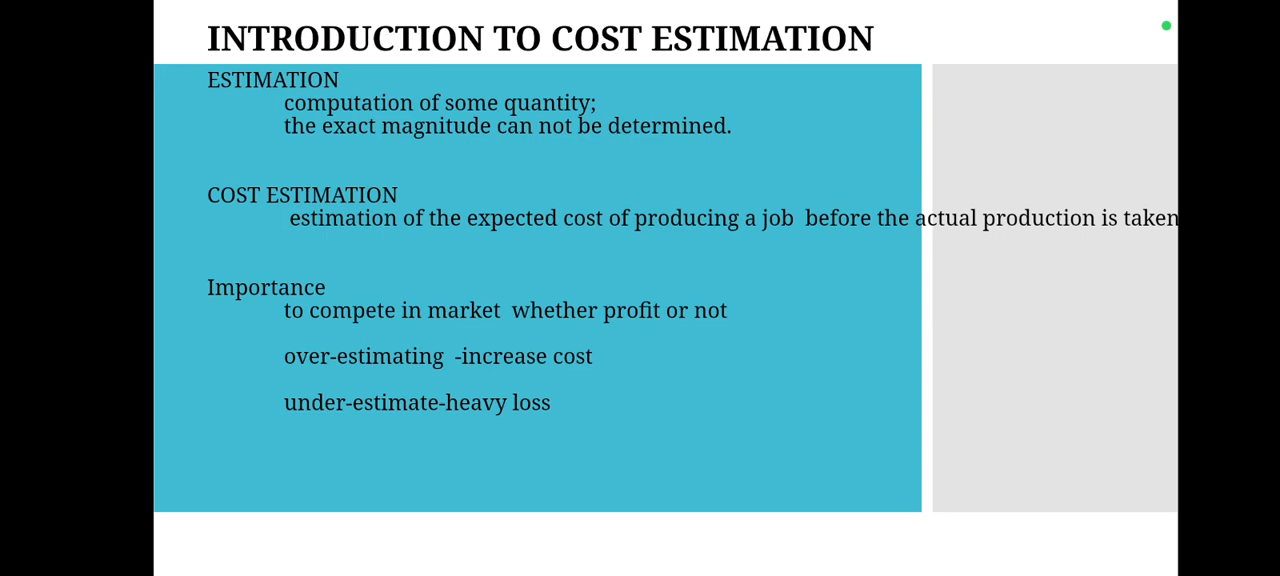 INTRODUCTION TO COST ESTIMATION
ESTIMATION
computation of some quantity;
the exact magnitude can not be determined.
COST ESTIMATION
estimation of the expected cost of producing a job before the actual production is taken
Importance
to compete in market whether profit or not
over-estimating -increase cost
under-estimate-heavy loss